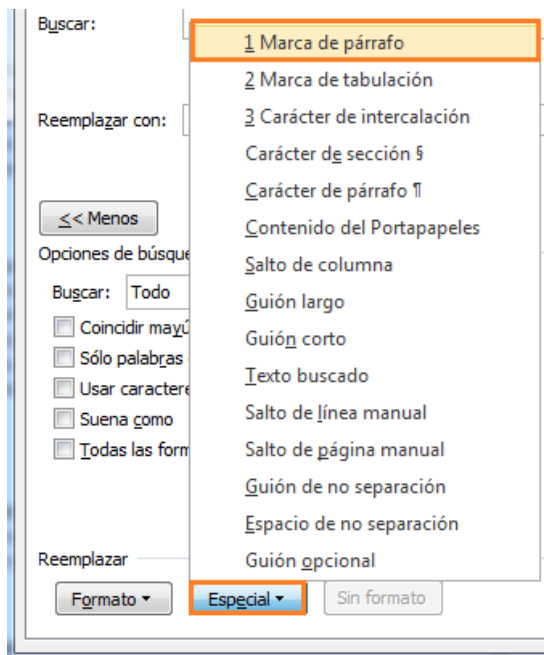 Buscar:
1 Marca de párrafo
2 Marca de tabulación
Reemplazar con:
3 Carácter de intercalación
Carácter de sección §
Carácter de párrafo ¶
<< Menos
Contenido del Portapapeles
Opciones de búsque
Salto de columna
Buscar: Todo
Guión largo
Coincidir mayú
Guión corto
Sólo palabras
Texto buscado
Usar caractere
Salto de línea manual
Suena como
Salto de página manual
Todas las form
Guión de no separación
Espacio de no separación
Reemplazar
Guión opcional
Formato
Especial
Sin formato